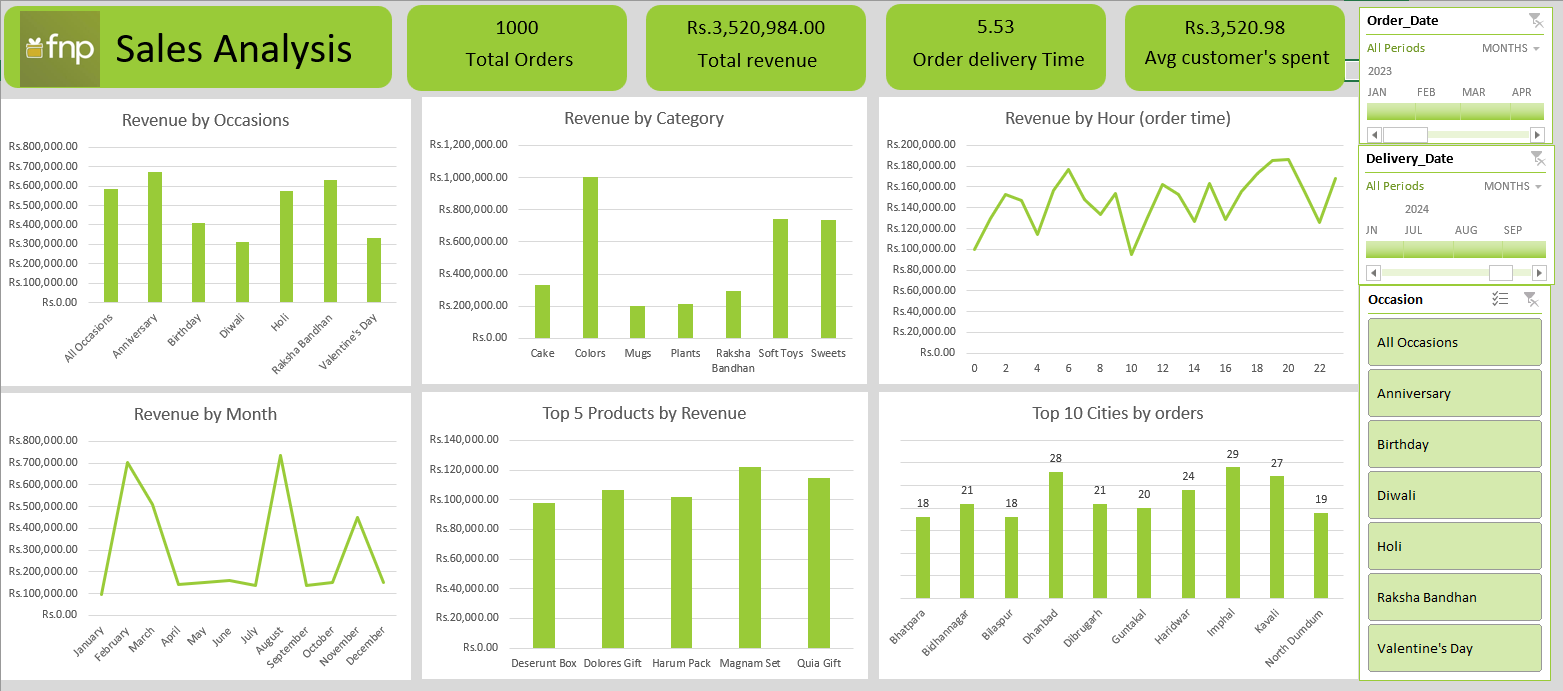 fnp
Sales Analysis
1000
Total Orders
Rs.3,520,984.00
Total revenue
5.53
Order delivery Time
Rs.3,520.98
Avg customer's spent
Revenue by Occasions
Rs.800,000.00
Rs.700,000.00
Rs.600,000.00
Rs.500,000.00
Rs.400,000.00
Rs.300,000.00
Rs.200,000.00
Rs.100,000.00
Rs.0.00
All Occasions
Anniversary
Birthday
Diwali
Holi
Raksha Bandhan
Valentine's Day
Revenue by Category
Rs.1,200,000.00
Rs.1,000,000.00
Rs.800,000.00
Rs.600,000.00
Rs.400,000.00
Rs.200,000.00
Rs.0.00
Cake Colors Mugs Plants Raksha Soft Toys Sweets
Bandhan
Revenue by Hour (order time)
Rs.200,000.00
Rs.180,000.00
Rs.160,000.00
Rs.140,000.00
Rs.120,000.00
Rs.100,000.00
Rs.80,000.00
Rs.60,000.00
Rs.40,000.00
Rs.20,000.00
Rs.0.00
0 2 4 6 8 10 12 14 16 18 20 22
Revenue by Month
Rs.800,000.00
Rs.700,000.00
Rs.600,000.00
Rs.500,000.00
Rs.400,000.00
Rs.300,000.00
Rs.200,000.00
Rs.100,000.00
Rs.0.00
January
February
March
April
May
June
July
August
September
October
November
December
Top 5 Products by Revenue
Rs.140,000.00
Rs.120,000.00
Rs.100,000.00
Rs.80,000.00
Rs.60,000.00
Rs.40,000.00
Rs.20,000.00
Rs.0.00
Deserunt Box Dolores Gift Harum Pack Magnam Set Quia Gift
Top 10 Cities by orders
18 21 18 28 21 20 24 29 27 19
Bhatpara
Bidhannagar
Bilaspur
Dhanbad
Dibrugarh
Guntakal
Haridwar
Imphal
Kavali
North Dumdum
Order_Date
All Periods MONTHS
2023
JAN FEB MAR APR
Delivery_Date
All Periods MONTHS
2024
JN JUL AUG SEP
Occasion
All Occasions
Anniversary
Birthday
Diwali
Holi
Raksha Bandhan
Valentine's Day